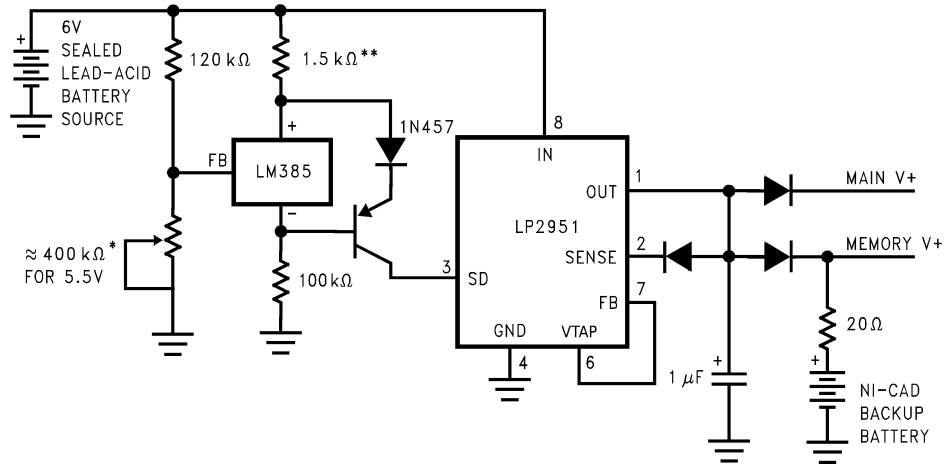 +
6V
SEALED
LEAD-ACID
BATTERY
SOURCE
120 kΩ
1.5 kΩ**
+
FB
LM385
−
1N457
≈ 400 kΩ*
FOR 5.5V
100kΩ
8
IN
OUT
1
MAIN V+
LP2951
SENSE
2
MEMORY V+
3
SD
FB
7
GND
VTAP
4
6
+
1 μF
20Ω
+
NI-CAD
BACKUP
BATTERY